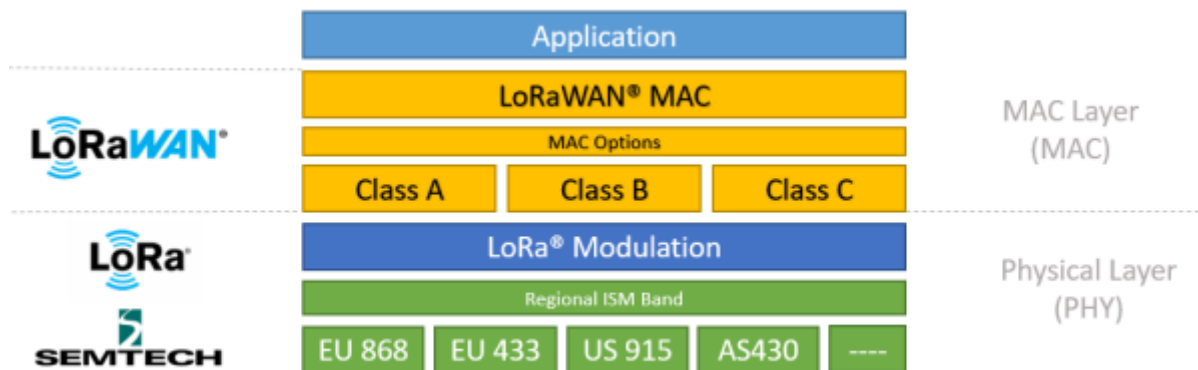 Application
LoRaWAN® MAC
LoRaWAN®
MAC Layer
(MAC)
MAC Options
Class A Class B Class C
LoRa®
LoRa® Modulation
Physical Layer
(PHY)
Regional ISM Band
SEMTECH
EU 868 EU 433 US 915 AS430 ----